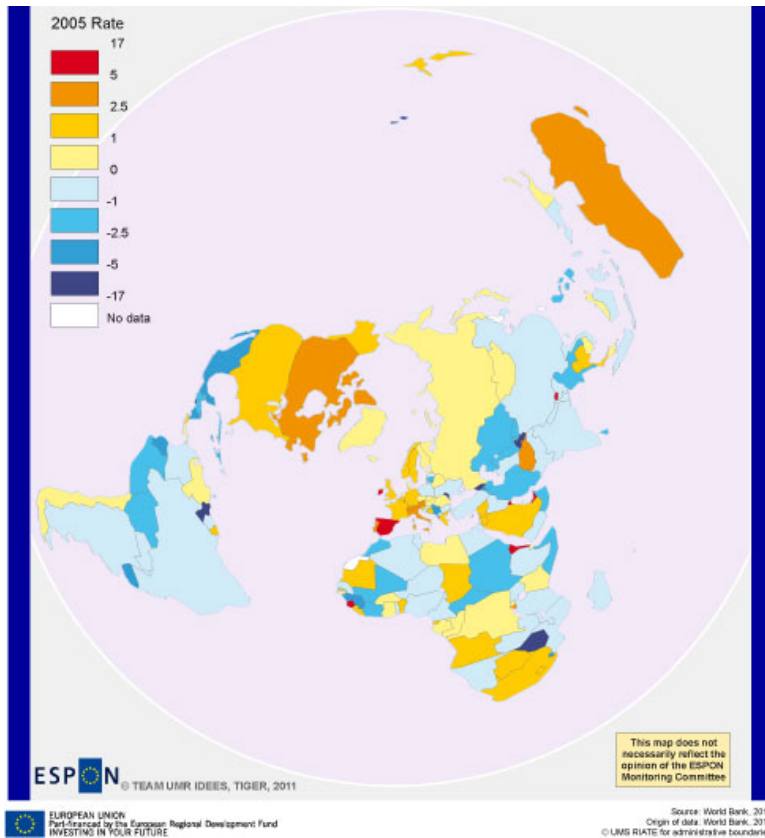 2005 Rate
17
5
2.5
1
0
-1
-2.5
-5
-17
No data
This map does not
necessarily reflect the
opinion of the ESPON
Monitoring Committee
ESPON
© TEAM UMR IDEES, TIGER, 2011
EUROPEAN UNION
Part-financed by the European Regional Development Fund
INVESTING IN YOUR FUTURE
Source: World Bank, 201
Origin of data: World Bank, 201
© UMS RIATE for administrative boundari